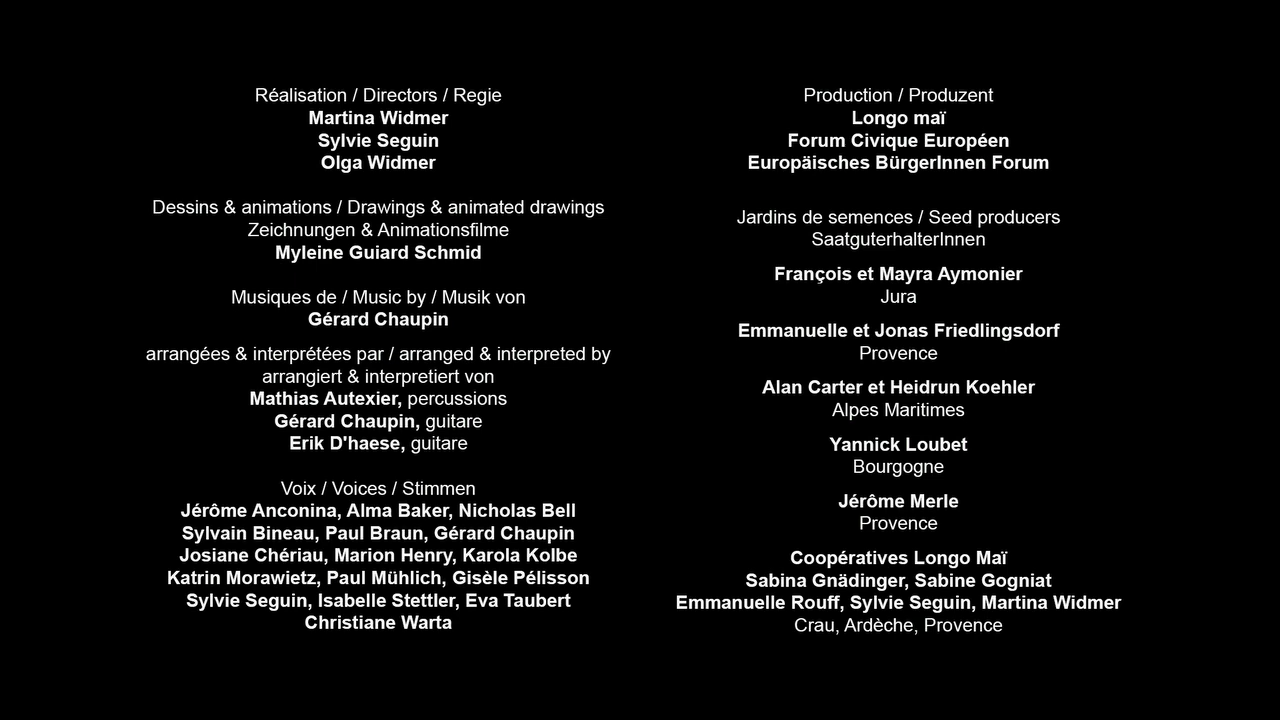 Réalisation / Directors / Regie
Martina Widmer
Sylvie Seguin
Olga Widmer
Dessins & animations / Drawings & animated drawings
Zeichnungen & Animationsfilme
Myleine Guiard Schmid
Musiques de / Music by / Musik von
Gérard Chaupin
arrangées & interprétées par / arranged & interpreted by
arrangiert & interpretiert von
Mathias Autexier, percussions
Gérard Chaupin, guitare
Erik D'haese, guitare
Voix / Voices / Stimmen
Jérôme Anconina, Alma Baker, Nicholas Bell
Sylvain Bineau, Paul Braun, Gérard Chaupin
Josiane Chériau, Marion Henry, Karola Kolbe
Katrin Morawietz, Paul Mühlich, Gisèle Pélisson
Sylvie Seguin, Isabelle Stettler, Eva Taubert
Christiane Warta
Production / Produzent
Longo maï
Forum Civique Européen
Europäisches BürgerInnen Forum
Jardins de semences / Seed producers
SaatguterhalterInnen
François et Mayra Aymonier
Jura
Emmanuelle et Jonas Friedlingsdorf
Provence
Alan Carter et Heidrun Koehler
Alpes Maritimes
Yannick Loubet
Bourgogne
Jérôme Merle
Provence
Coopératives Longo Maï
Sabina Gnädinger, Sabine Gogniat
Emmanuelle Rouff, Sylvie Seguin, Martina Widmer
Crau, Ardèche, Provence